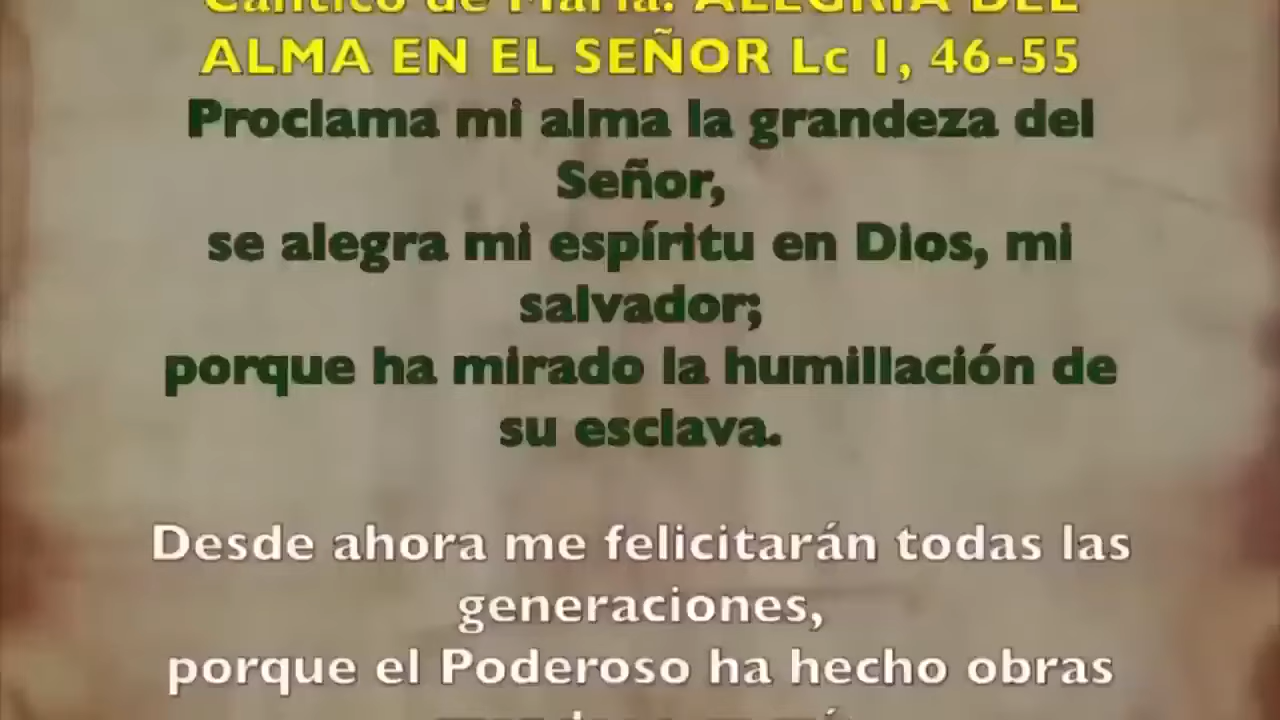 Cántico de María. ALEGRÍA DEL
ALMA EN EL SEÑOR Lc 1, 46-55
Proclama mi alma la grandeza del
Señor,
se alegra mi espíritu en Dios, mi
salvador;
porque ha mirado la humillación de
su esclava.
Desde ahora me felicitarán todas las
generaciones,
porque el Poderoso ha hecho obras